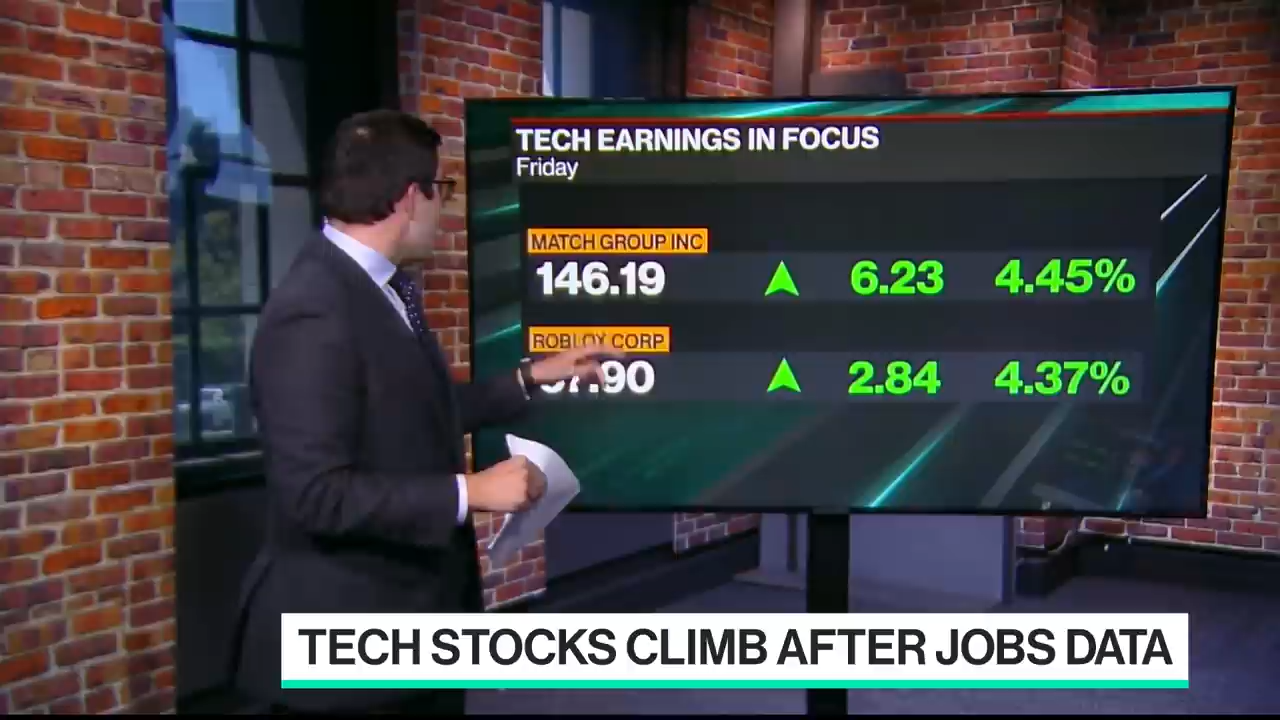 TECH EARNINGS IN FOCUS
Friday
MATCH GROUP INC
146.19 6.23 4.45%
ROBLOX CORP
.90 2.84 4.37%
TECH STOCKS CLIMB AFTER JOBS DATA